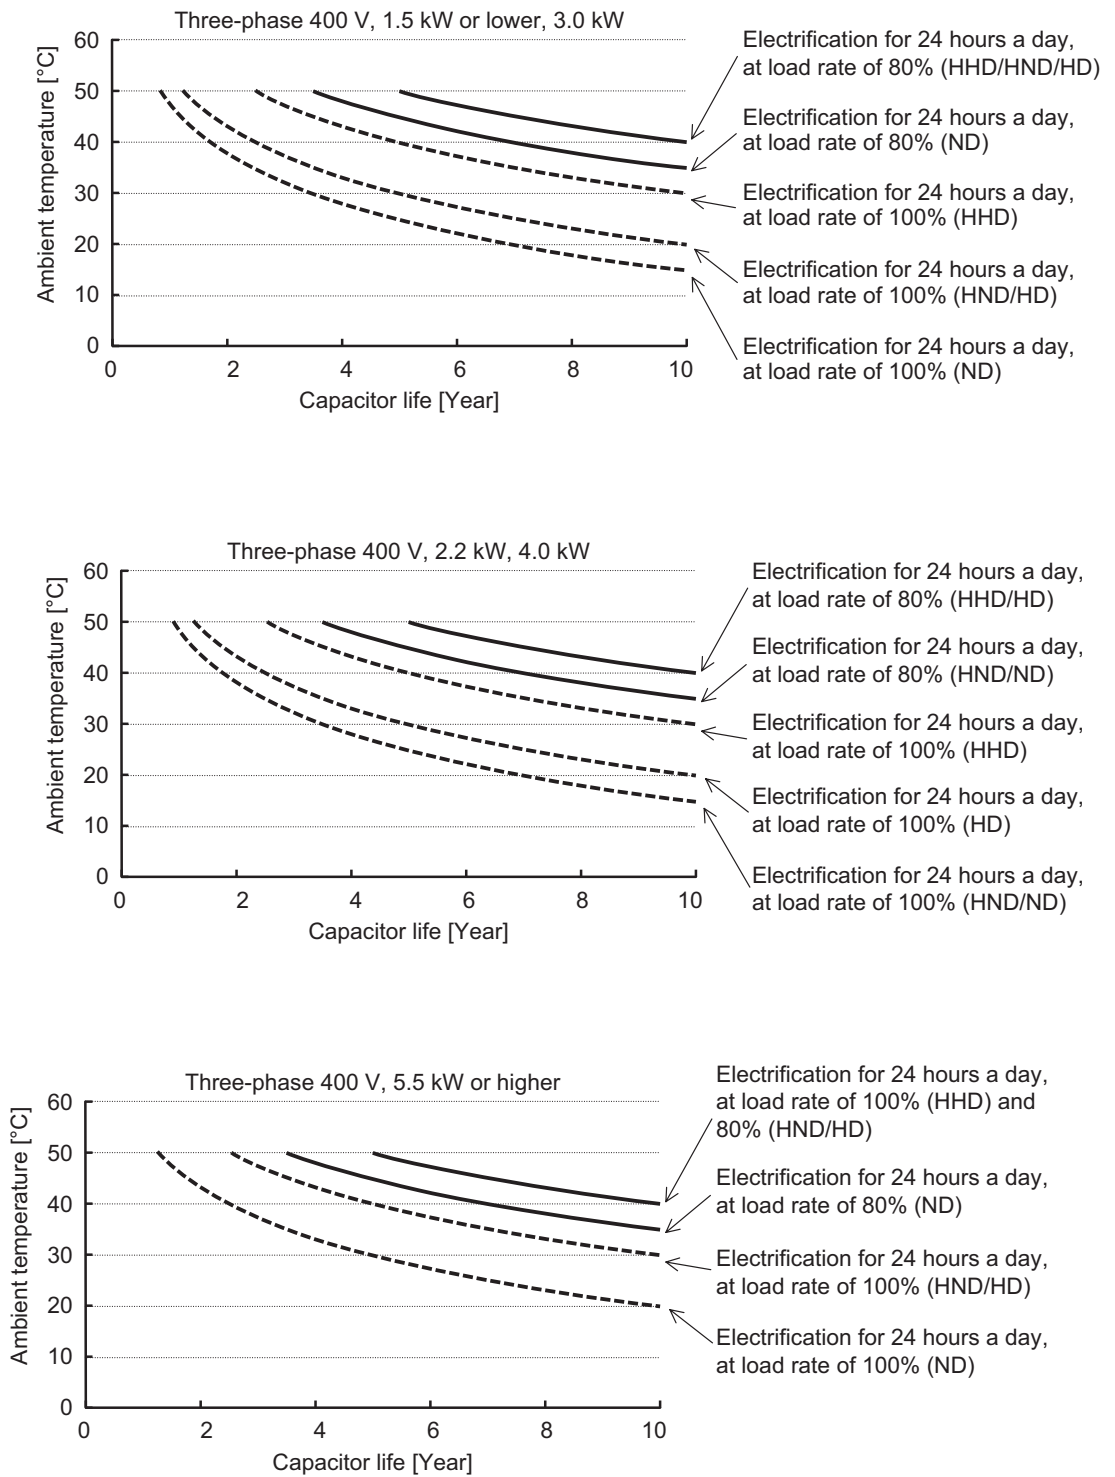 Three-phase 400 V, 1.5 kW or lower, 3.0 kW
Ambient temperature [°C]
60
50
40
30
20
10
0
0 2 4 6 8 10
Capacitor life [Year]
Electrification for 24 hours a day,
at load rate of 80% (HHD/HND/HD)
Electrification for 24 hours a day,
at load rate of 80% (ND)
Electrification for 24 hours a day,
at load rate of 100% (HHD)
Electrification for 24 hours a day,
at load rate of 100% (HND/HD)
Electrification for 24 hours a day,
at load rate of 100% (ND)
Three-phase 400 V, 2.2 kW, 4.0 kW
Ambient temperature [°C]
60
50
40
30
20
10
0
0 2 4 6 8 10
Capacitor life [Year]
Electrification for 24 hours a day,
at load rate of 80% (HHD/HD)
Electrification for 24 hours a day,
at load rate of 80% (HND/ND)
Electrification for 24 hours a day,
at load rate of 100% (HHD)
Electrification for 24 hours a day,
at load rate of 100% (HD)
Electrification for 24 hours a day,
at load rate of 100% (HND/ND)
Three-phase 400 V, 5.5 kW or higher
Ambient temperature [°C]
60
50
40
30
20
10
0
0 2 4 6 8 10
Capacitor life [Year]
Electrification for 24 hours a day,
at load rate of 100% (HHD) and
80% (HND/HD)
Electrification for 24 hours a day,
at load rate of 80% (ND)
Electrification for 24 hours a day,
at load rate of 100% (HND/HD)
Electrification for 24 hours a day,
at load rate of 100% (ND)